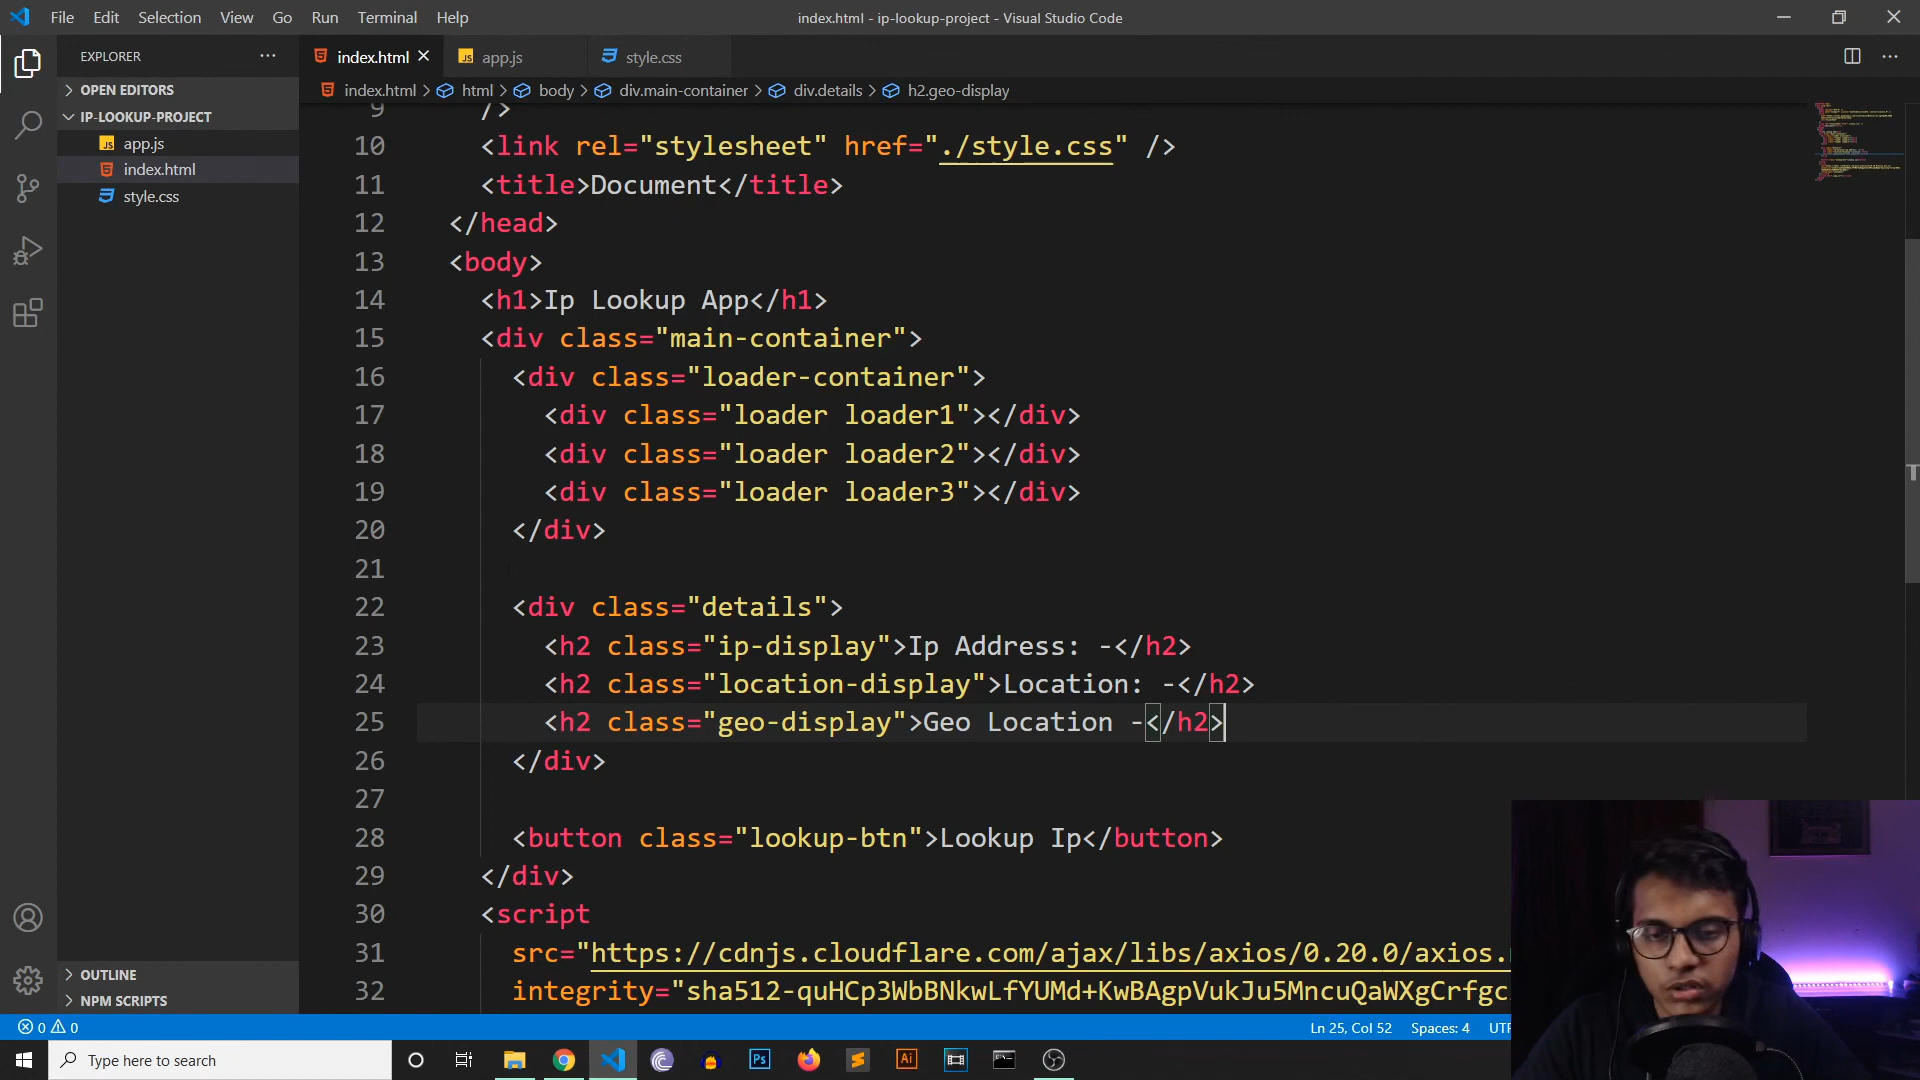 File Edit Selection View Go Run Terminal Help
index.html - ip-lookup-project - Visual Studio Code
EXPLORER
index.html
JS app.js
style.css
OPEN EDITORS
index.html > html > body > div.main-container > div.details > h2.geo-display
IP-LOOKUP-PROJECT
JS app.js
index.html
style.css
9 />
10 <link rel="stylesheet" href="./style.css" />
11 <title>Document</title>
12 </head>
13 <body>
14 <h1>Ip Lookup App</h1>
15 <div class="main-container">
16 <div class="loader-container">
17 <div class="loader loader1"></div>
18 <div class="loader loader2"></div>
19 <div class="loader loader3"></div>
20 </div>
21
22 <div class="details">
23 <h2 class="ip-display">Ip Address: -</h2>
24 <h2 class="location-display">Location: -</h2>
25 <h2 class="geo-display">Geo Location -</h2>
26 </div>
27
28 <button class="lookup-btn">Lookup Ip</button>
29 </div>
30 <script
31 src="https://cdnjs.cloudflare.com/ajax/libs/axios/0.20.0/axios.
32 integrity="sha512-quHCp3WbBNkwLfYUMd+KwBAgpVukJu5MncuQaWXgCrfgc
OUTLINE
NPM SCRIPTS
0 0
Ln 25, Col 52 Spaces: 4 UTF
Type here to search
Ps
Ai